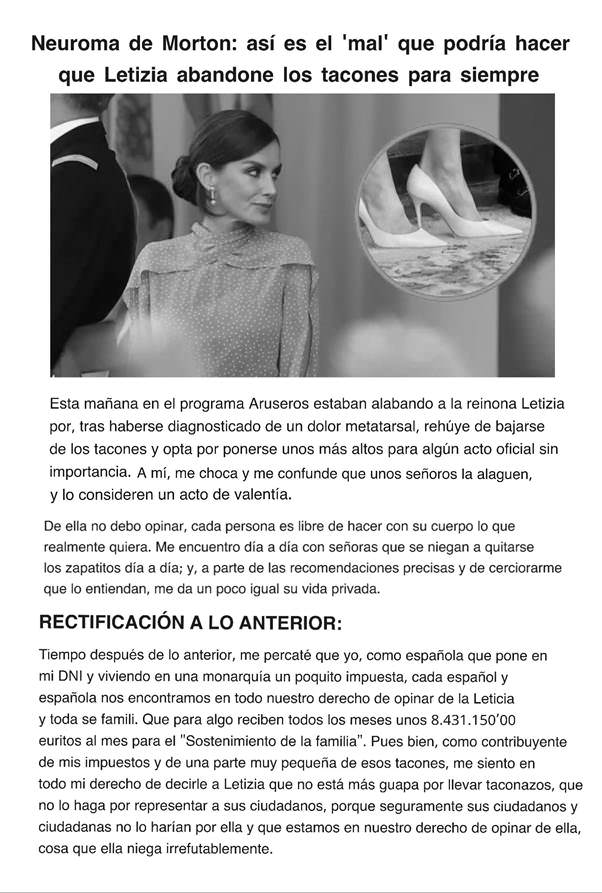 Neuroma de Morton: así es el 'mal' que podría hacer
que Letizia abandone los tacones para siempre
Esta mañana en el programa Aruseros estaban alabando a la reinona Letizia
por, tras haberse diagnosticado de un dolor metatarsal, rehúye de bajarse
de los tacones y opta por ponerse unos más altos para algún acto oficial sin
importancia. A mí, me choca y me confunde que unos señores la alaguen,
y lo consideren un acto de valentía.
De ella no debo opinar, cada persona es libre de hacer con su cuerpo lo que
realmente quiera. Me encuentro día a día con señoras que se niegan a quitarse
los zapatitos día a día; y, a parte de las recomendaciones precisas y de cerciorarme
que lo entiendan, me da un poco igual su vida privada.
RECTIFICACIÓN A LO ANTERIOR:
Tiempo después de lo anterior, me percaté que yo, como española que pone en
mi DNI y viviendo en una monarquía un poquito impuesta, cada español y
española nos encontramos en todo nuestro derecho de opinar de la Leticia
y toda se famili. Que para algo reciben todos los meses unos 8.431.150’00
euritos al mes para el "Sostenimiento de la familia". Pues bien, como contribuyente
de mis impuestos y de una parte muy pequeña de esos tacones, me siento en
todo mi derecho de decirle a Letizia que no está más guapa por llevar taconazos, que
no lo haga por representar a sus ciudadanos, porque seguramente sus ciudadanos y
ciudadanas no lo harían por ella y que estamos en nuestro derecho de opinar de ella,
cosa que ella niega irrefutablemente.